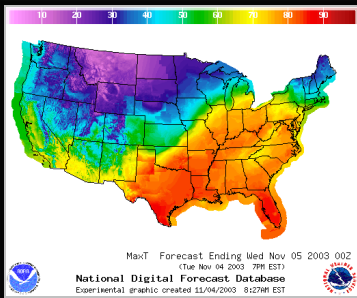 10 20 30 40 50 60 70 80 90
MaxT Forecast Ending Wed Nov 05 2003 00Z
(Tue Nov 04 2003 7PM EST)
National Digital Forecast Database
Experimental graphic created 11/04/2003 8:27AM EST
NOAA